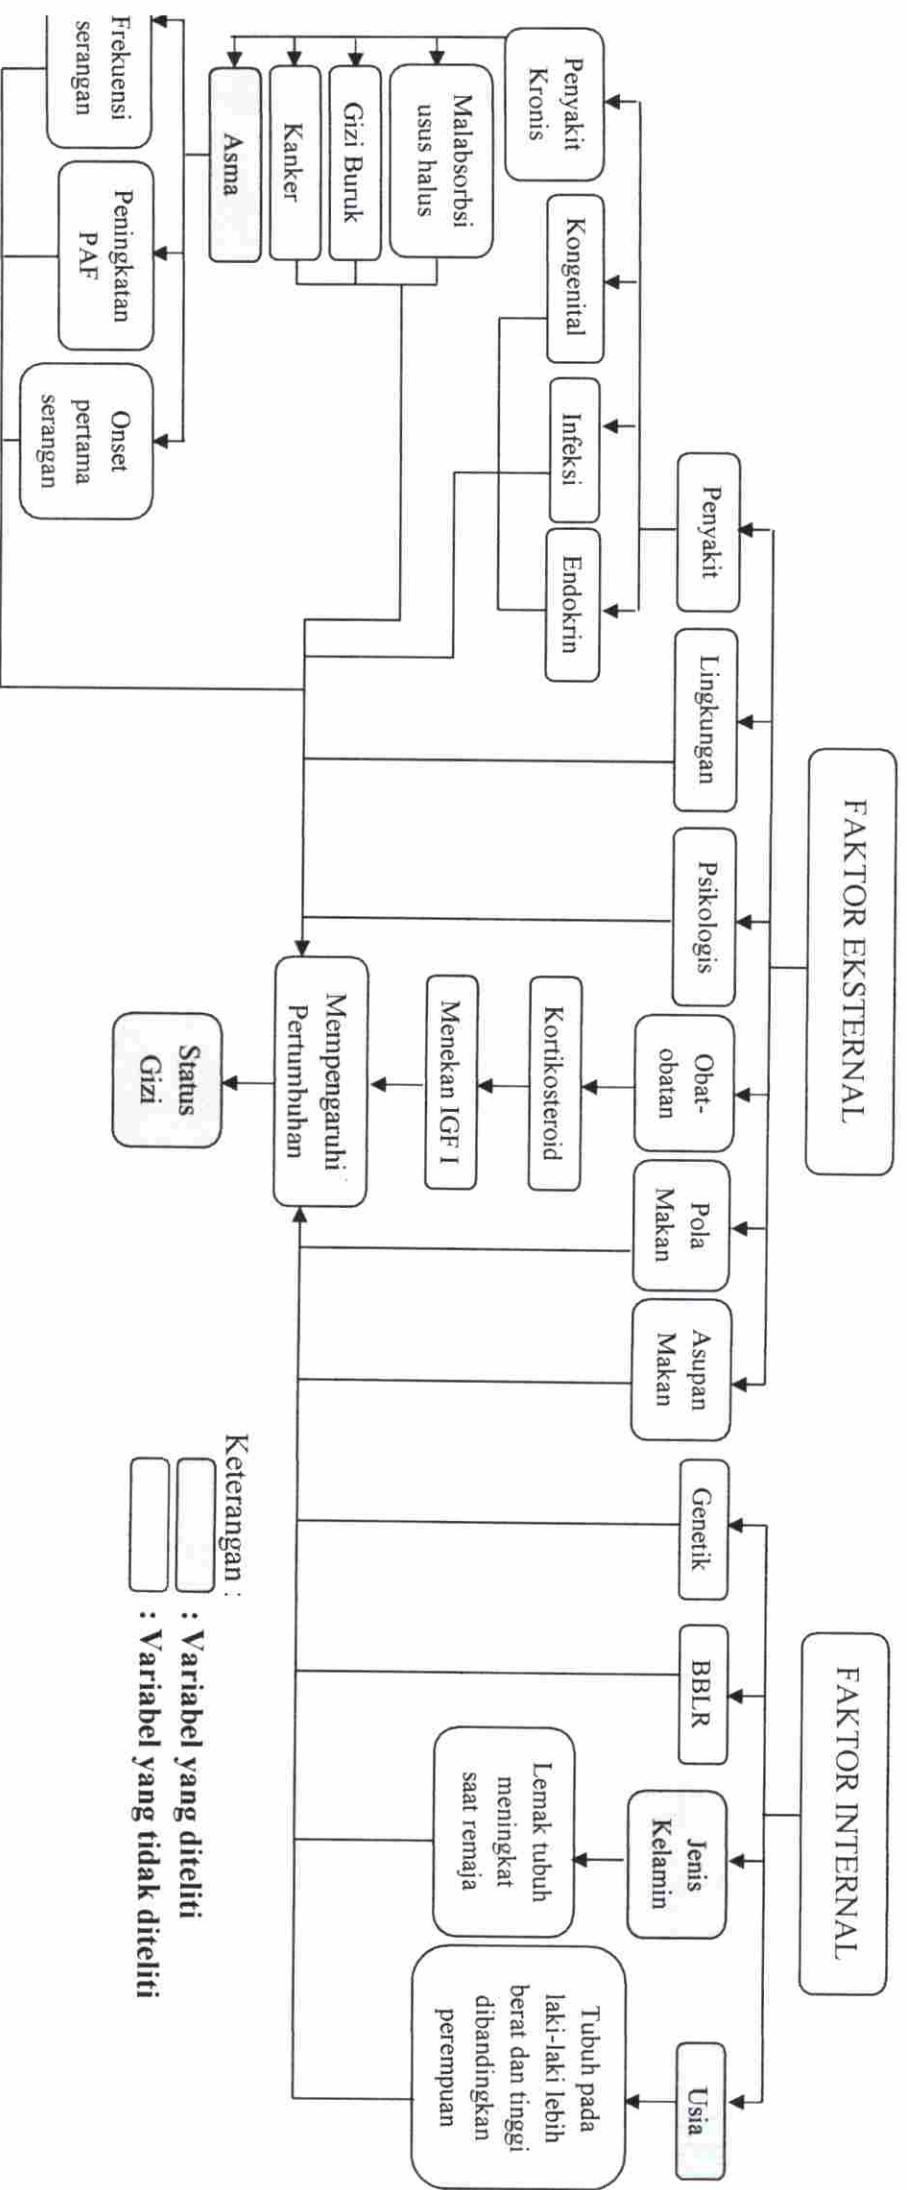 FAKTOR EKSTERNAL
FAKTOR INTERNAL
Penyakit
Lingkungan
Psikologis
Obat-
obatan
Pola
Makan
Asupan
Makan
Genetik
BBLR
Jenis
Kelamin
Usia
Penyakit
Kronis
Kongenital
Infeksi
Endokrin
Kortikosteroid
Lemak tubuh
meningkat
saat remaja
Tubuh pada
laki-laki lebih
berat dan tinggi
dibandingkan
perempuan
Malabsorbsi
usus halus
Gizi Buruk
Kanker
Asma
Menekan IGF I
Mempengaruhi
Pertumbuhan
Status
Gizi
Frekuensi
serangan
Peningkatan
PAF
Onset
pertama
serangan
Keterangan :
: Variabel yang diteliti
: Variabel yang tidak diteliti